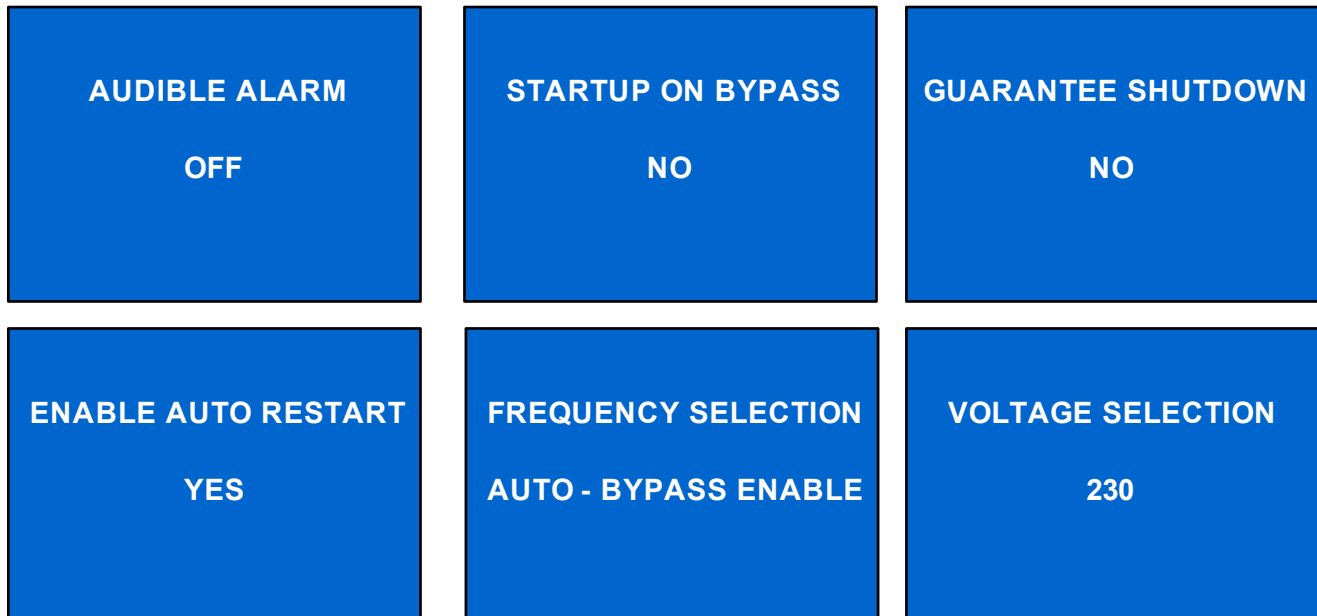 AUDIBLE ALARM
OFF
STARTUP ON BYPASS
NO
GUARANTEE SHUTDOWN
NO
ENABLE AUTO RESTART
YES
FREQUENCY SELECTION
AUTO - BYPASS ENABLE
VOLTAGE SELECTION
230